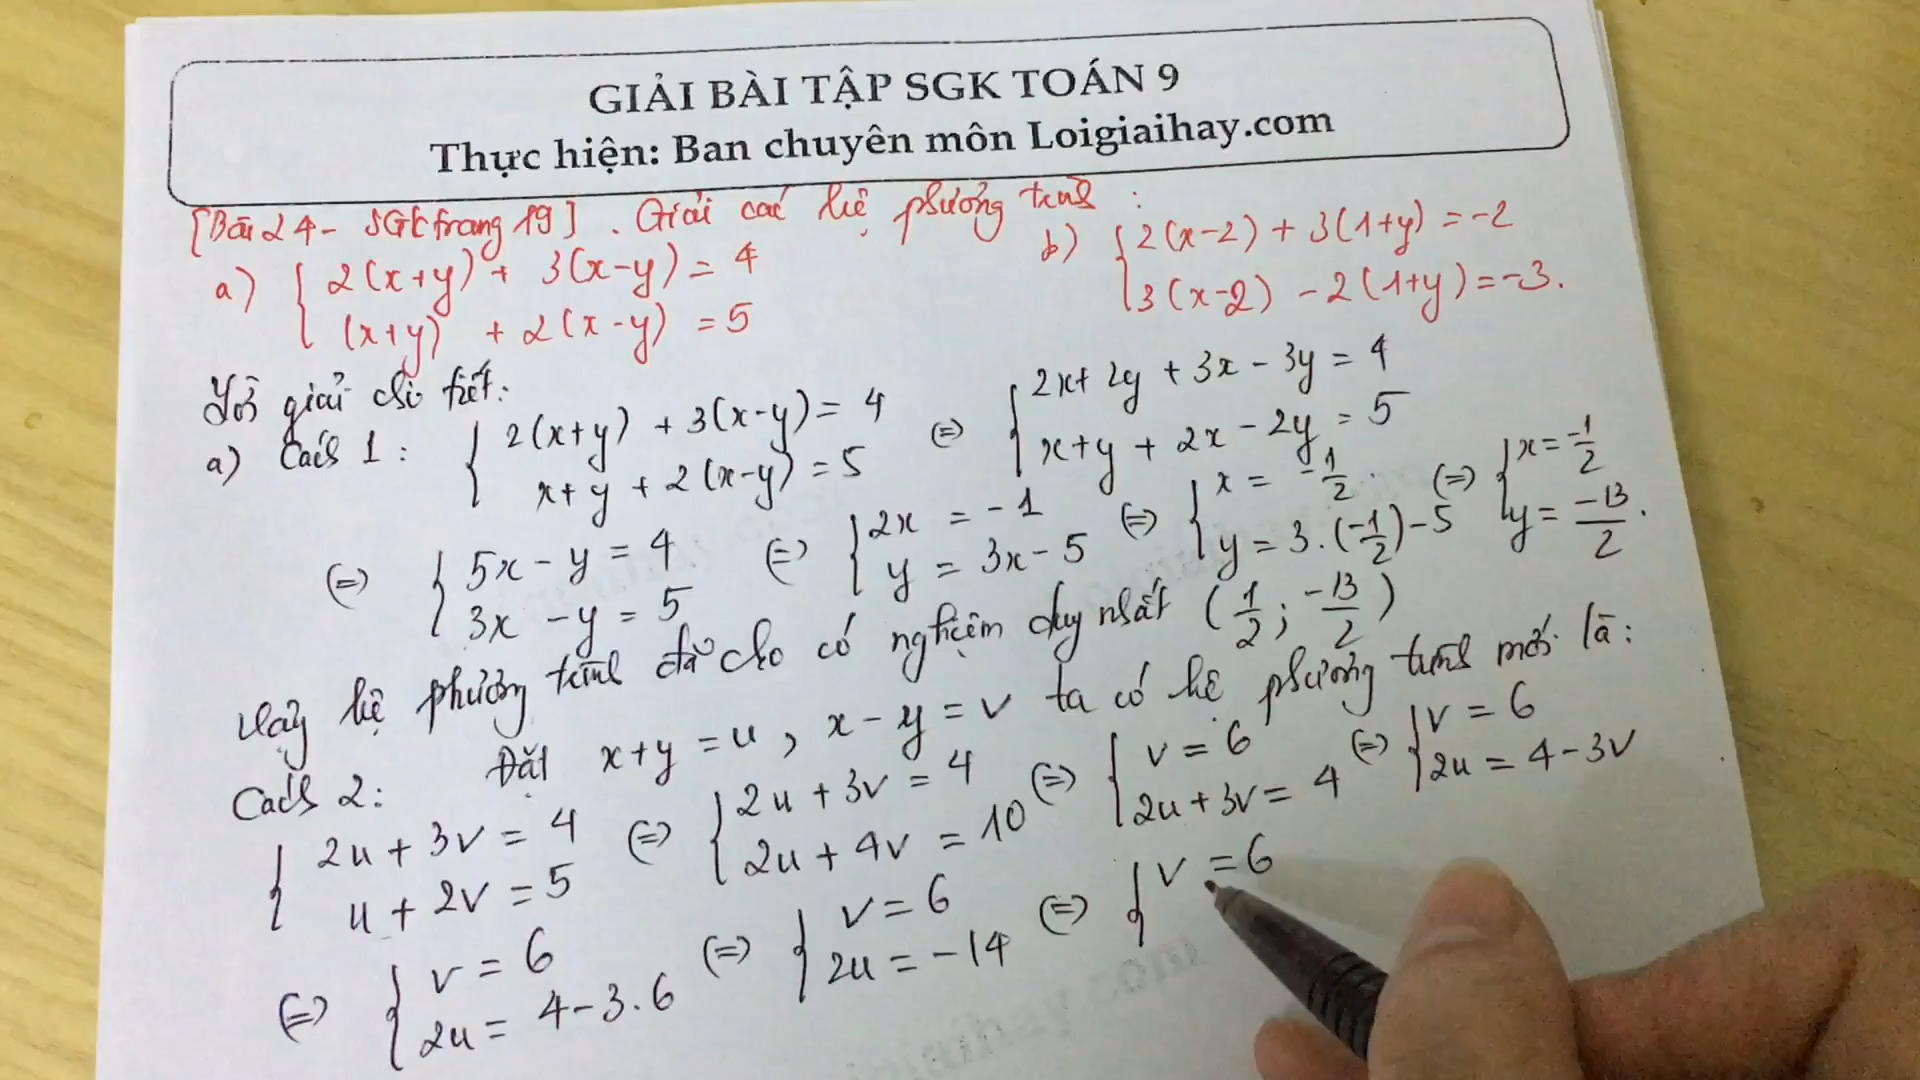 GIẢI BÀI TẬP SGK TOÁN 9
Thực hiện: Ban chuyên môn Loigiaihay.com
[Bài 24 - SGK trang 19]. Giải các hệ phương trình:
a) { 2(x+y) + 3(x-y) = 4
(x+y) + 2(x-y) = 5
b) { 2(x-2) + 3(1+y) = -2
3(x-2) - 2(1+y) = -3.
Lời giải chi tiết:
a) Cách 1: { 2(x+y) + 3(x-y) = 4
x+y + 2(x-y) = 5
(=) { 2x + 2y + 3x - 3y = 4
x+y + 2x - 2y = 5
(=) { 5x - y = 4
3x - y = 5
(=) { 2x = -1
y = 3x - 5
(=) { x = -1/2.
y = 3.(-1/2) - 5
(=) { x = -1/2
y = -13/2.
Vậy hệ phương trình đã cho có nghiệm duy nhất (1/2; -13/2)
Cách 2: Đặt x+y = u, x-y = v ta có hệ phương trình mới là:
{ 2u + 3v = 4
u + 2v = 5
(=) { 2u + 3v = 4
2u + 4v = 10
(=) { v = 6
2u + 3v = 4
(=) { v = 6
2u = 4 - 3v
(=) { v = 6
2u = 4 - 3.6
(=) { v = 6
2u = -14
(=) { v = 6